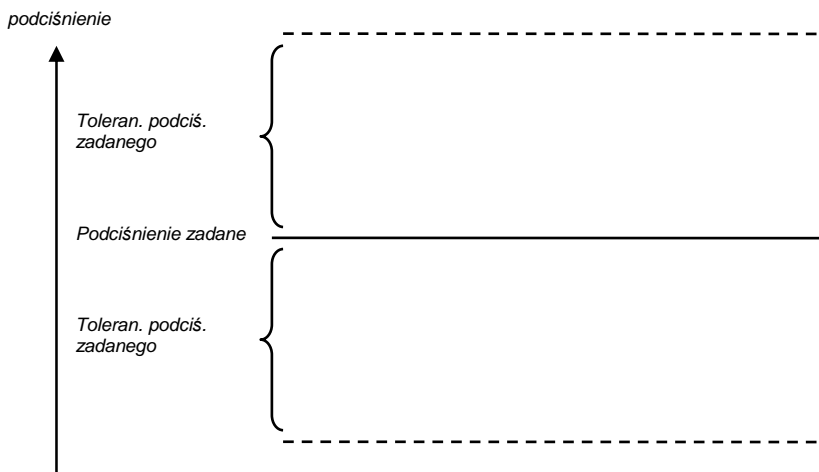 podciśnienie
Toleran. podciś.
zadanego
Podciśnienie zadane
Toleran. podciś.
zadanego